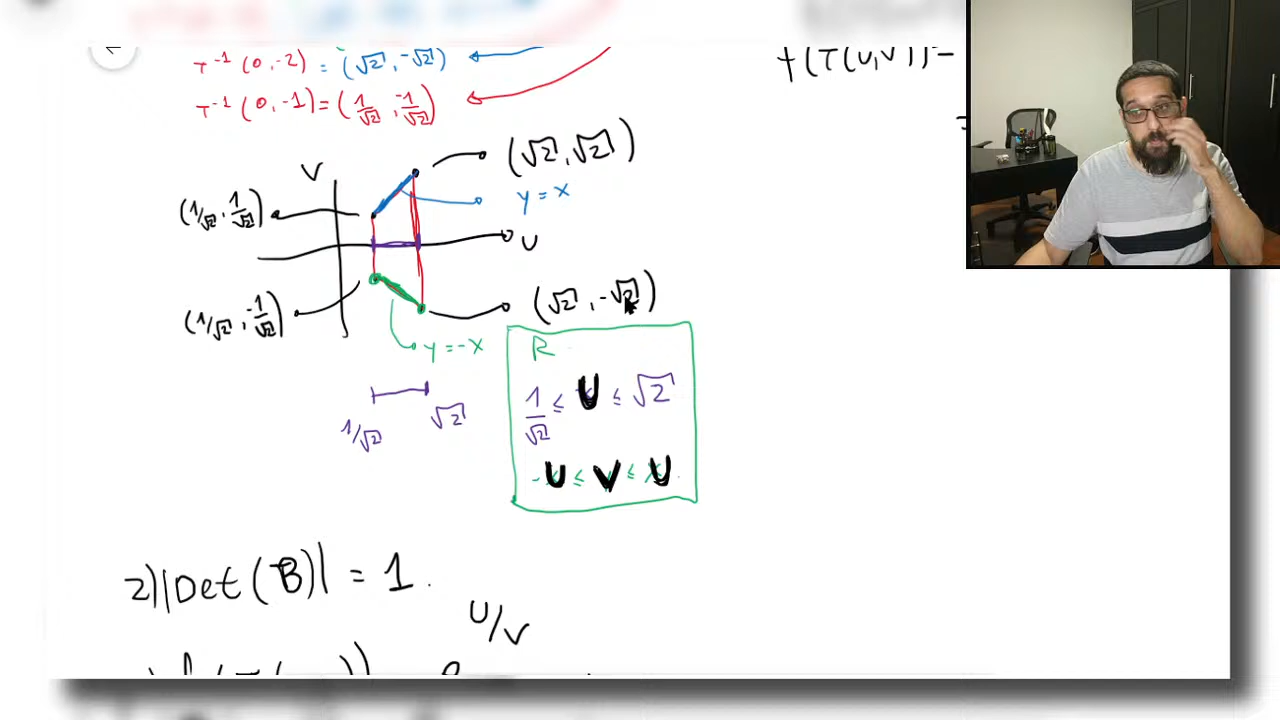 T⁻¹(0,-2) = (√2, -√2)
T⁻¹(0,-1) = (1/√2, -1/√2)
f(T(U,V)) =
V
(√2, √2)
y = x
(1/√2, 1/√2)
U
(1/√2, -1/√2)
(√2, -√2)
y = -x
R
1/√2 ≤ U ≤ √2
1/√2
√2
-U ≤ V ≤ U
2) |Det(B)| = 1.
U/V